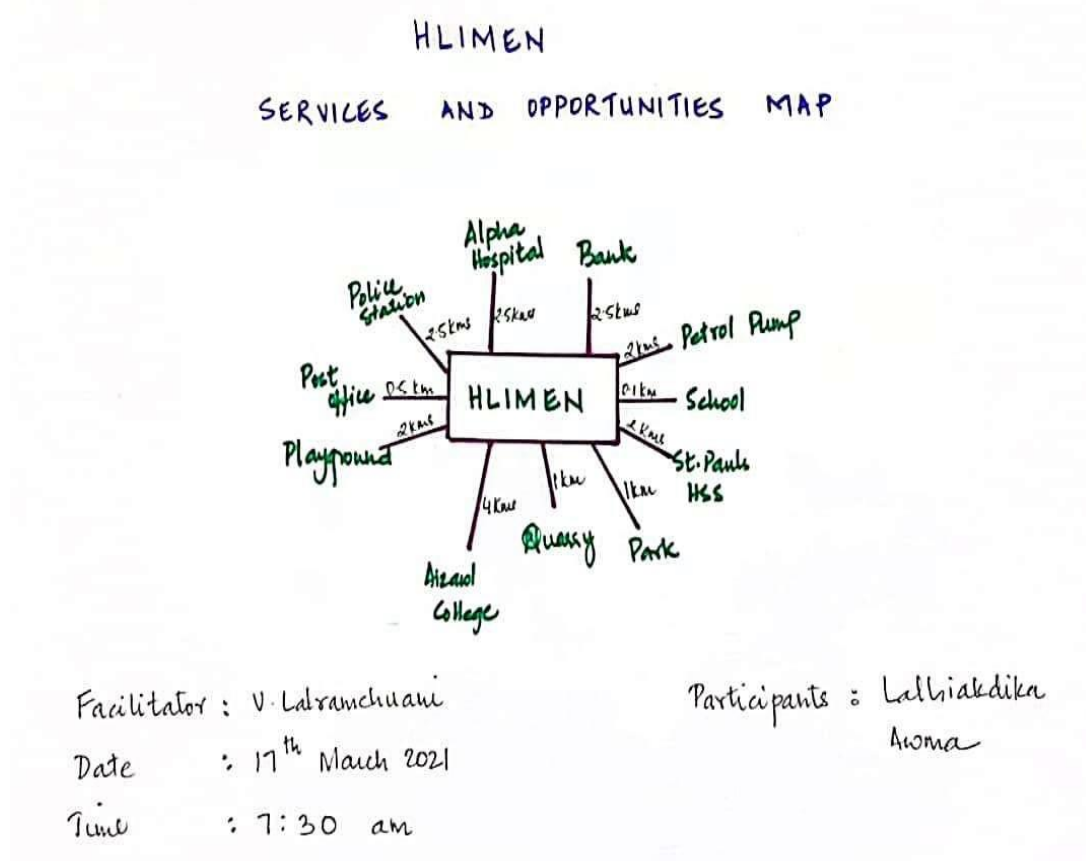 HLIMEN
SERVICES AND OPPORTUNITIES MAP
Alpha
Hospital
Bank
Police
Station
2.5kms
2.5kms
2.5kms
Petrol Pump
2kms
Post
office
0.5 km
HLIMEN
0.1km
School
Playground
2kms
2kms
St. Pauls
HSS
4kms
1km
1km
Quarry
Park
Aizawl
College
Facilitator : V. Lalramchuani
Participants : Lalhiakdika
Awma
Date : 17th March 2021
Time : 7:30 am